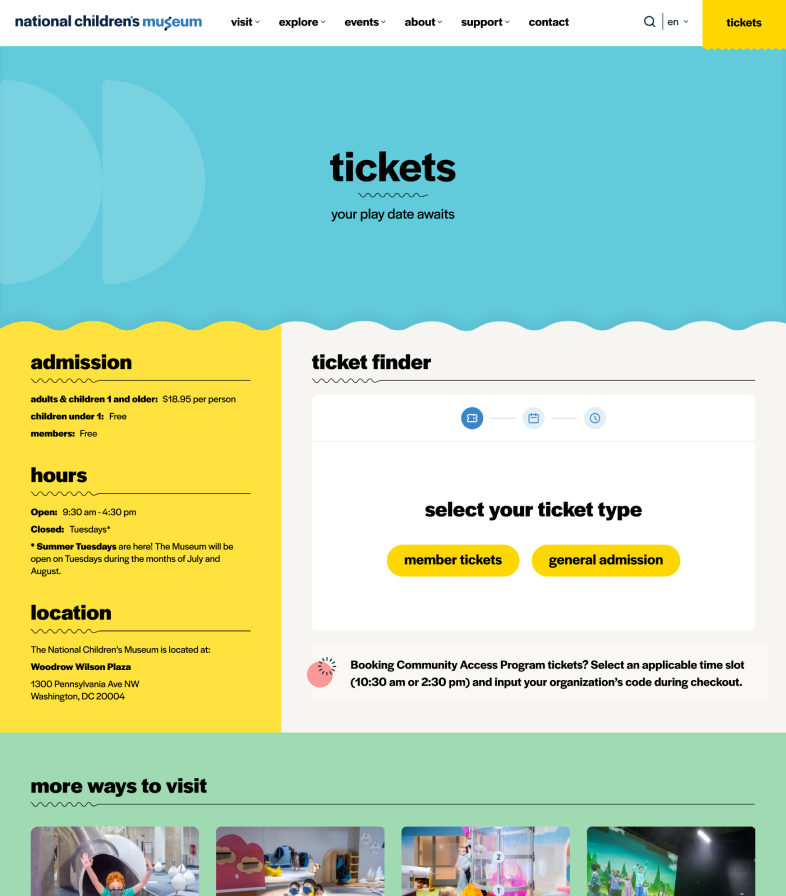 national children's museum
visit
explore
events
about
support
contact
en
tickets
tickets
your play date awaits
admission
adults & children 1 and older: $18.95 per person
children under 1: Free
members: Free
hours
Open: 9:30 am - 4:30 pm
Closed: Tuesdays*
* Summer Tuesdays are here! The Museum will be
open on Tuesdays during the months of July and
August.
location
The National Children's Museum is located at:
Woodrow Wilson Plaza
1300 Pennsylvania Ave NW
Washington, DC 20004
ticket finder
select your ticket type
member tickets
general admission
Booking Community Access Program tickets? Select an applicable time slot
(10:30 am or 2:30 pm) and input your organization's code during checkout.
more ways to visit
2
1